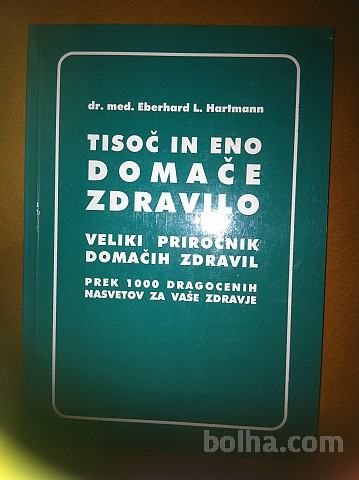 dr. med. Eberhard L. Hartmann
TISOČ IN ENO
DOMAČE
ZDRAVILO
VELIKI PRIROČNIK
DOMAČIH ZDRAVIL
PREK 1000 DRAGOCENIH
NASVETOV ZA VAŠE ZDRAVJE
bolha.com